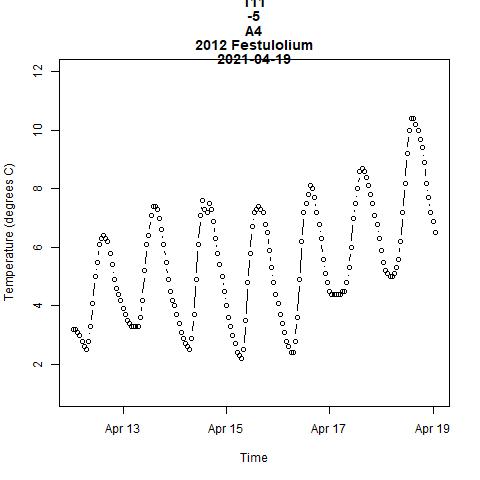 111
-5
A4
2012 Festulolium
2021-04-19
Temperature (degrees C)
12
10
8
6
4
2
Apr 13
Apr 15
Apr 17
Apr 19
Time